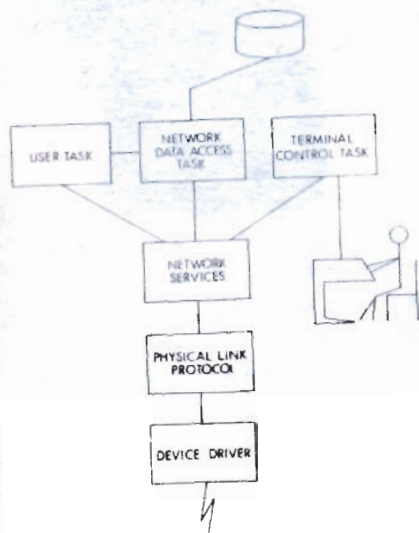 USER TASK
NETWORK
DATA ACCESS
TASK
TERMINAL
CONTROL TASK
NETWORK
SERVICES
PHYSICAL LINK
PROTOCOL
DEVICE DRIVER